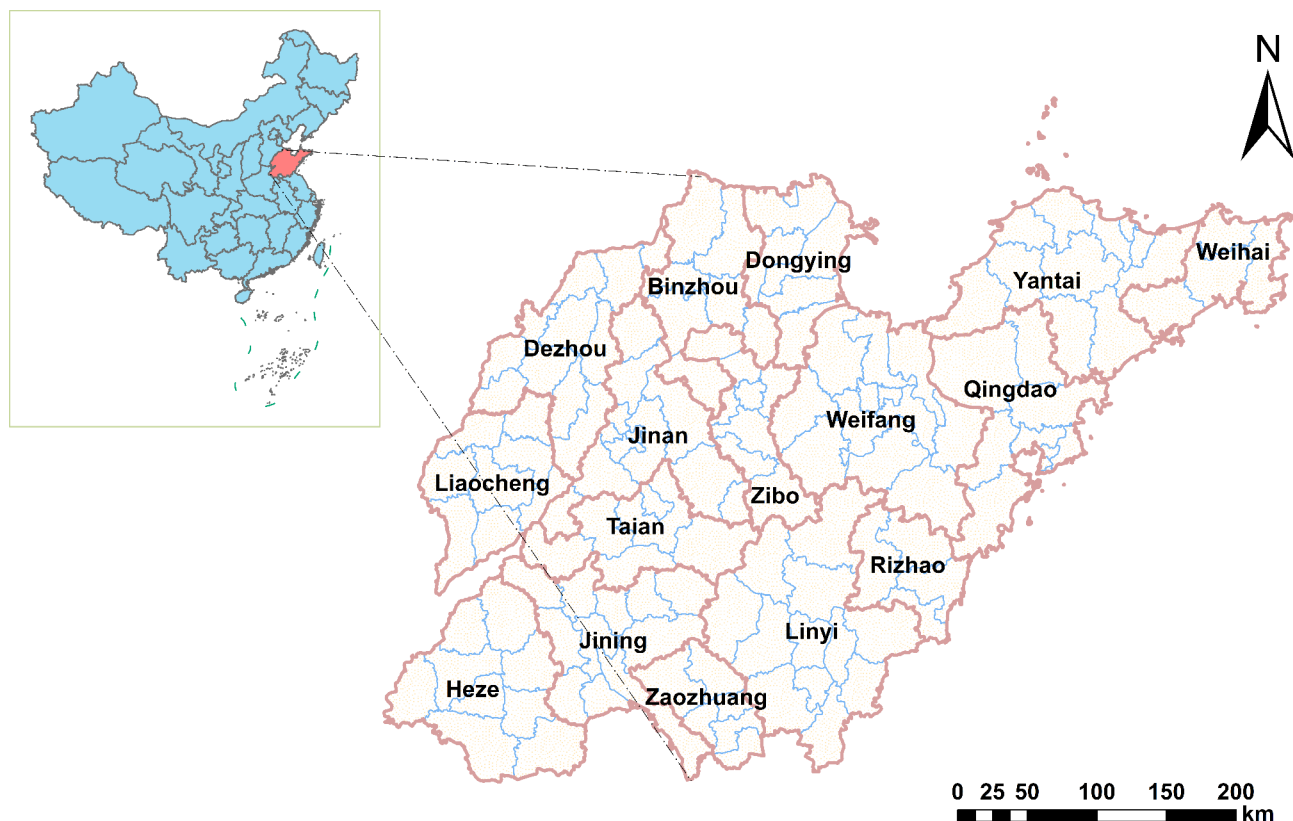 N
Weihai
Dongying
Yantai
Binzhou
Dezhou
Qingdao
Weifang
Jinan
Liaocheng
Zibo
Taian
Rizhao
Linyi
Jining
Heze
Zaozhuang
0 25 50 100 150 200
km